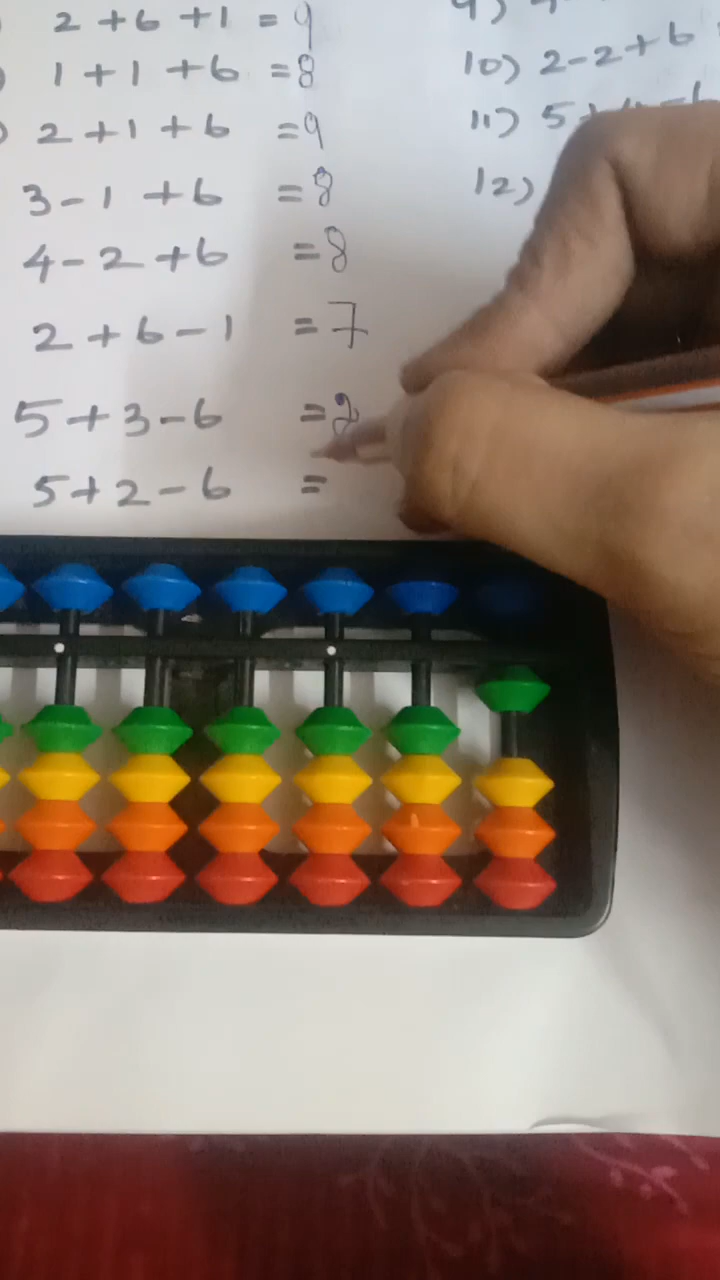 2+6+1 = 9
1+1+6 = 8
2+1+6 = 9
3-1+6 = 8
4-2+6 = 8
2+6-1 = 7
5+3-6 = 2
5+2-6 =
9)
10) 2-2+6
11) 5+
12)